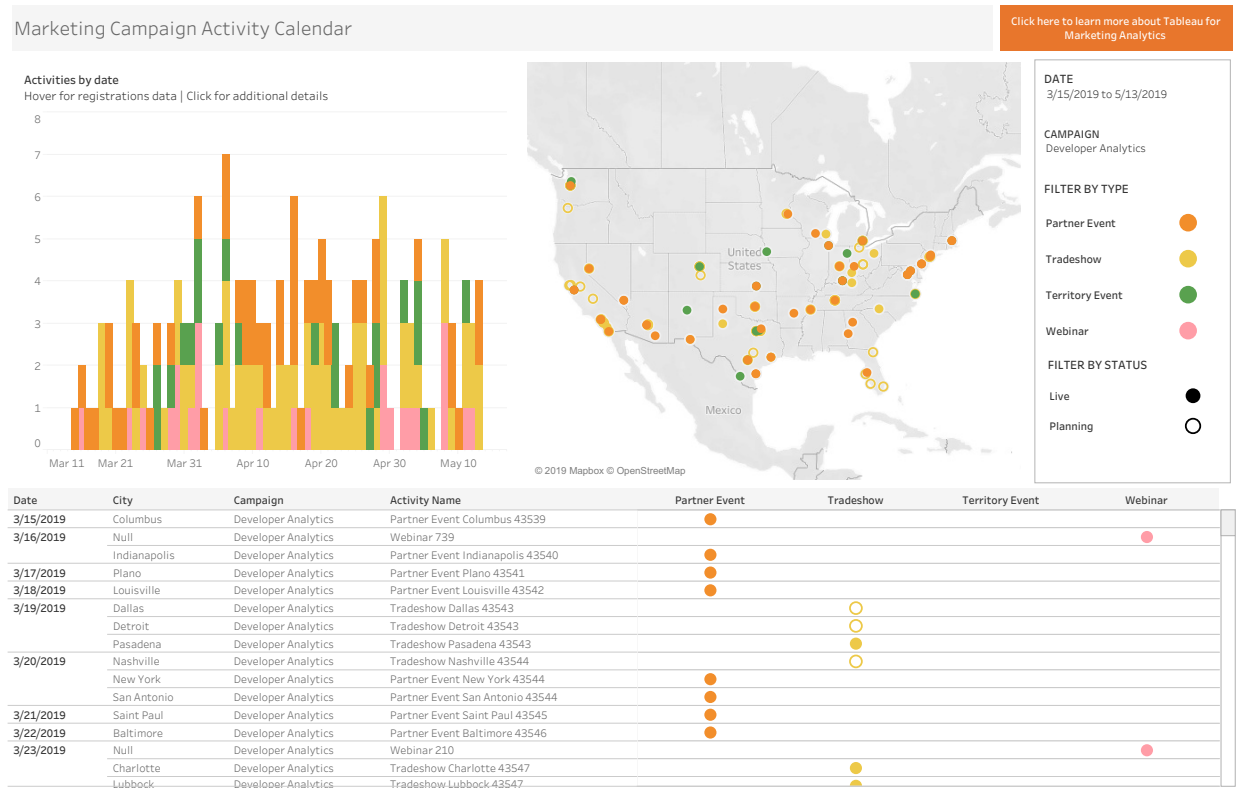 Marketing Campaign Activity Calendar
Click here to learn more about Tableau for
Marketing Analytics
Activities by date
Hover for registrations data | Click for additional details
8
7
6
5
4
3
2
1
0
Mar 11 Mar 21 Mar 31 Apr 10 Apr 20 Apr 30 May 10
United
States
Mexico
© 2019 Mapbox © OpenStreetMap
DATE
3/15/2019 to 5/13/2019
CAMPAIGN
Developer Analytics
FILTER BY TYPE
Partner Event
Tradeshow
Territory Event
Webinar
FILTER BY STATUS
Live
Planning
Date City Campaign Activity Name Partner Event Tradeshow Territory Event Webinar
3/15/2019 Columbus Developer Analytics Partner Event Columbus 43539
3/16/2019 Null Developer Analytics Webinar 739
Indianapolis Developer Analytics Partner Event Indianapolis 43540
3/17/2019 Plano Developer Analytics Partner Event Plano 43541
3/18/2019 Louisville Developer Analytics Partner Event Louisville 43542
3/19/2019 Dallas Developer Analytics Tradeshow Dallas 43543
Detroit Developer Analytics Tradeshow Detroit 43543
Pasadena Developer Analytics Tradeshow Pasadena 43543
3/20/2019 Nashville Developer Analytics Tradeshow Nashville 43544
New York Developer Analytics Partner Event New York 43544
San Antonio Developer Analytics Partner Event San Antonio 43544
3/21/2019 Saint Paul Developer Analytics Partner Event Saint Paul 43545
3/22/2019 Baltimore Developer Analytics Partner Event Baltimore 43546
3/23/2019 Null Developer Analytics Webinar 210
Charlotte Developer Analytics Tradeshow Charlotte 43547
Lubbock Developer Analytics Tradeshow Lubbock 43547